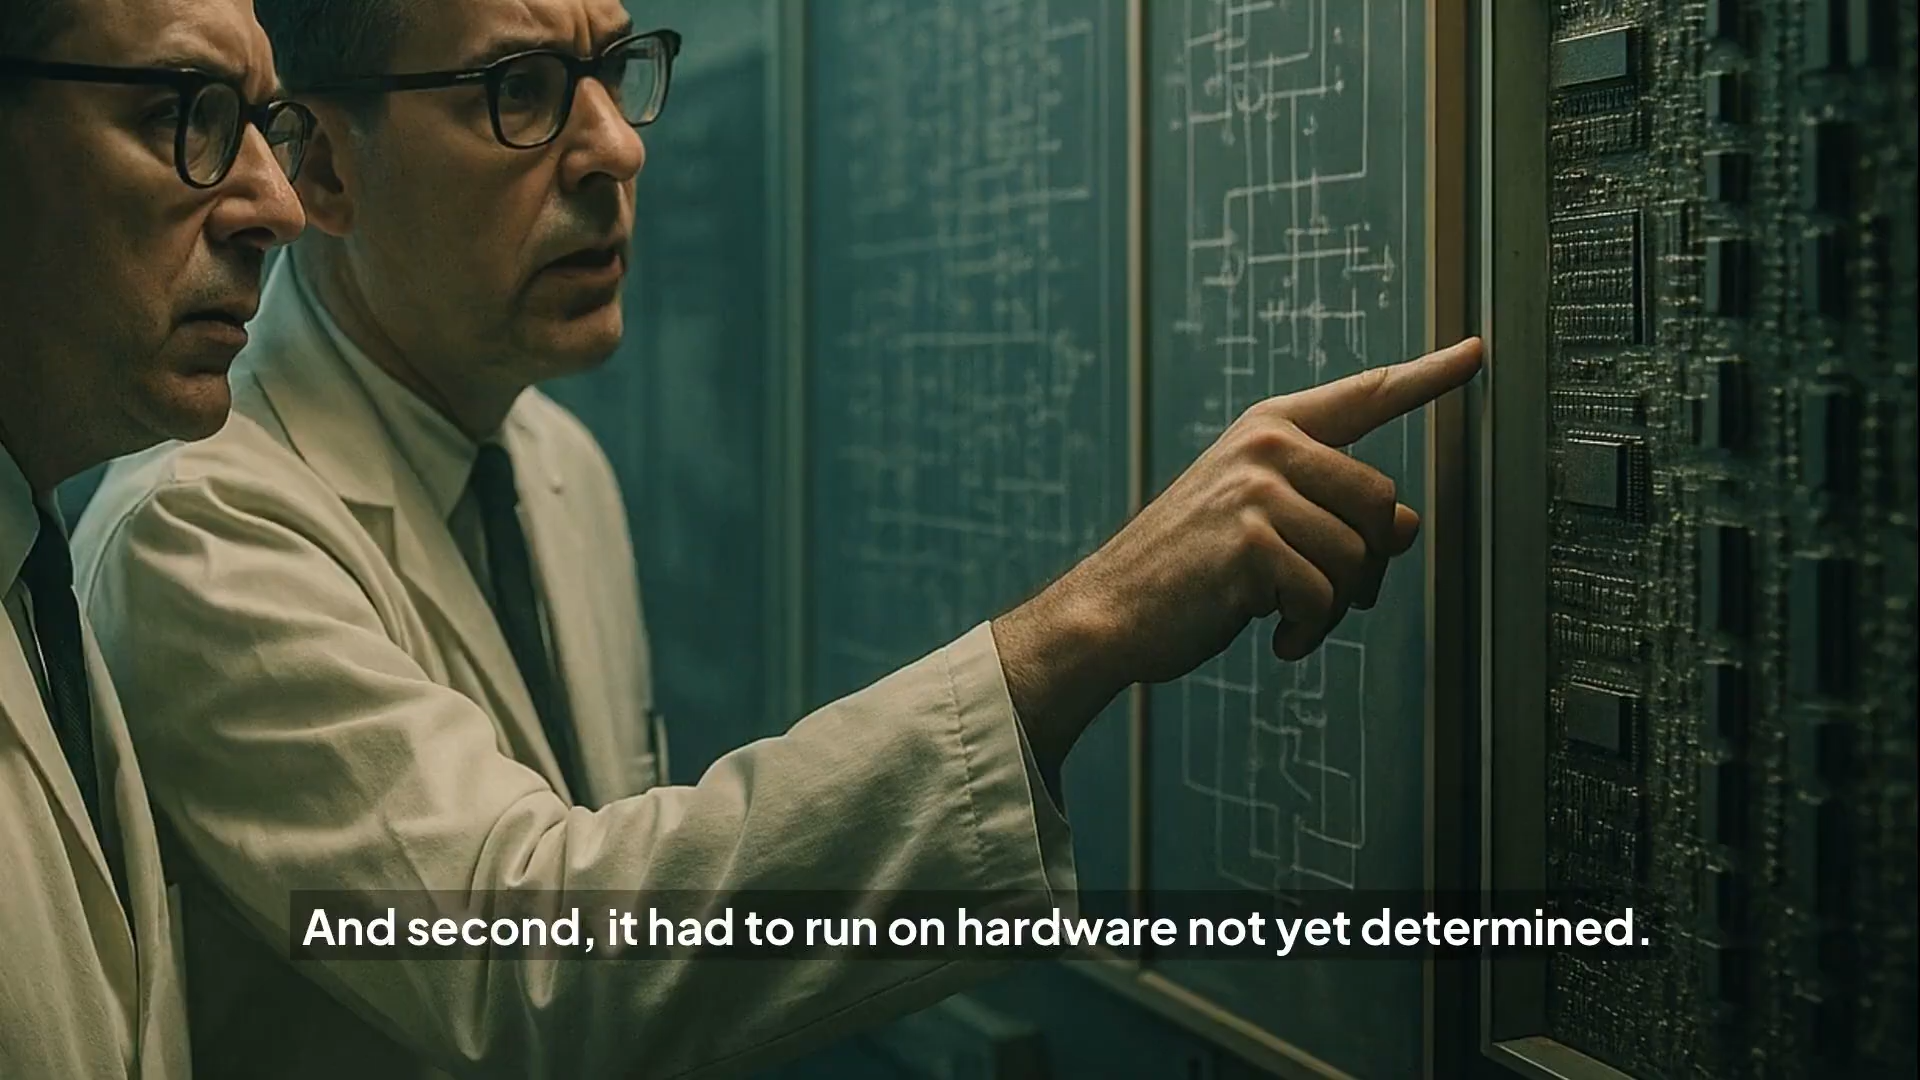 And second, it had to run on hardware not yet determined.